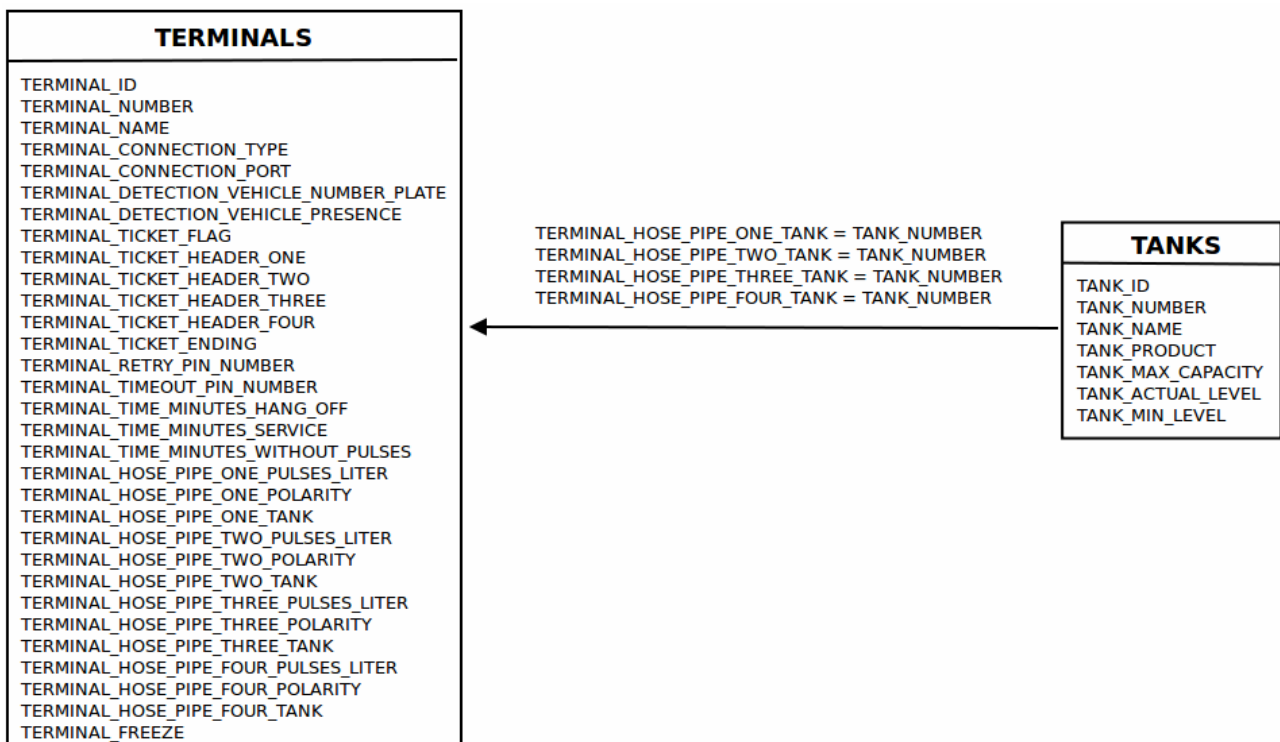 TERMINALS
TERMINAL_ID
TERMINAL_NUMBER
TERMINAL_NAME
TERMINAL_CONNECTION_TYPE
TERMINAL_CONNECTION_PORT
TERMINAL_DETECTION_VEHICLE_NUMBER_PLATE
TERMINAL_DETECTION_VEHICLE_PRESENCE
TERMINAL_TICKET_FLAG
TERMINAL_TICKET_HEADER_ONE
TERMINAL_TICKET_HEADER_TWO
TERMINAL_TICKET_HEADER_THREE
TERMINAL_TICKET_HEADER_FOUR
TERMINAL_TICKET_ENDING
TERMINAL_RETRY_PIN_NUMBER
TERMINAL_TIMEOUT_PIN_NUMBER
TERMINAL_TIME_MINUTES_HANG_OFF
TERMINAL_TIME_MINUTES_SERVICE
TERMINAL_TIME_MINUTES_WITHOUT_PULSES
TERMINAL_HOSE_PIPE_ONE_PULSES_LITER
TERMINAL_HOSE_PIPE_ONE_POLARITY
TERMINAL_HOSE_PIPE_ONE_TANK
TERMINAL_HOSE_PIPE_TWO_PULSES_LITER
TERMINAL_HOSE_PIPE_TWO_POLARITY
TERMINAL_HOSE_PIPE_TWO_TANK
TERMINAL_HOSE_PIPE_THREE_PULSES_LITER
TERMINAL_HOSE_PIPE_THREE_POLARITY
TERMINAL_HOSE_PIPE_THREE_TANK
TERMINAL_HOSE_PIPE_FOUR_PULSES_LITER
TERMINAL_HOSE_PIPE_FOUR_POLARITY
TERMINAL_HOSE_PIPE_FOUR_TANK
TERMINAL_FREEZE
TERMINAL_HOSE_PIPE_ONE_TANK = TANK_NUMBER
TERMINAL_HOSE_PIPE_TWO_TANK = TANK_NUMBER
TERMINAL_HOSE_PIPE_THREE_TANK = TANK_NUMBER
TERMINAL_HOSE_PIPE_FOUR_TANK = TANK_NUMBER
TANKS
TANK_ID
TANK_NUMBER
TANK_NAME
TANK_PRODUCT
TANK_MAX_CAPACITY
TANK_ACTUAL_LEVEL
TANK_MIN_LEVEL